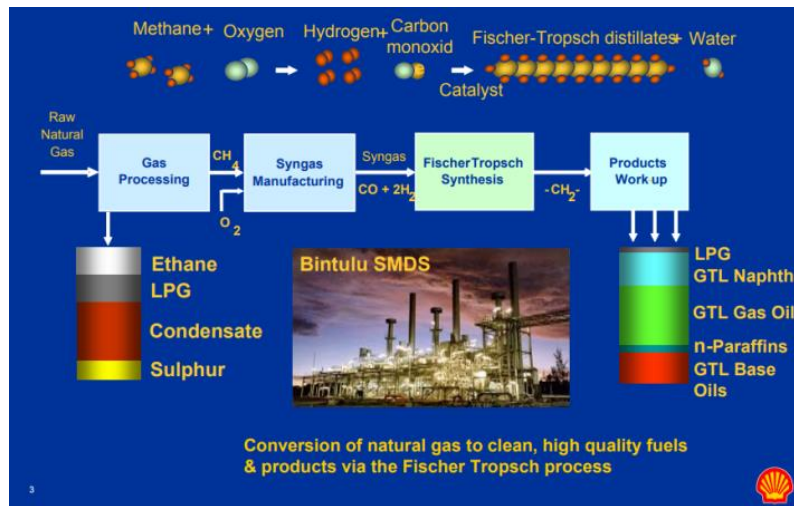 Methane+ Oxygen Hydrogen+ Carbon
monoxid
Fischer-Tropsch distillates+ Water
Catalyst
Raw
Natural
Gas
Gas
Processing
CH4
O2
Syngas
Manufacturing
Syngas
CO + 2H2
FischerTropsch
Synthesis
-CH2-
Products
Work up
Ethane
LPG
Condensate
Sulphur
Bintulu SMDS
LPG
GTL Naphth
GTL Gas Oil
n-Paraffins
GTL Base
Oils
Conversion of natural gas to clean, high quality fuels
& products via the Fischer Tropsch process
3